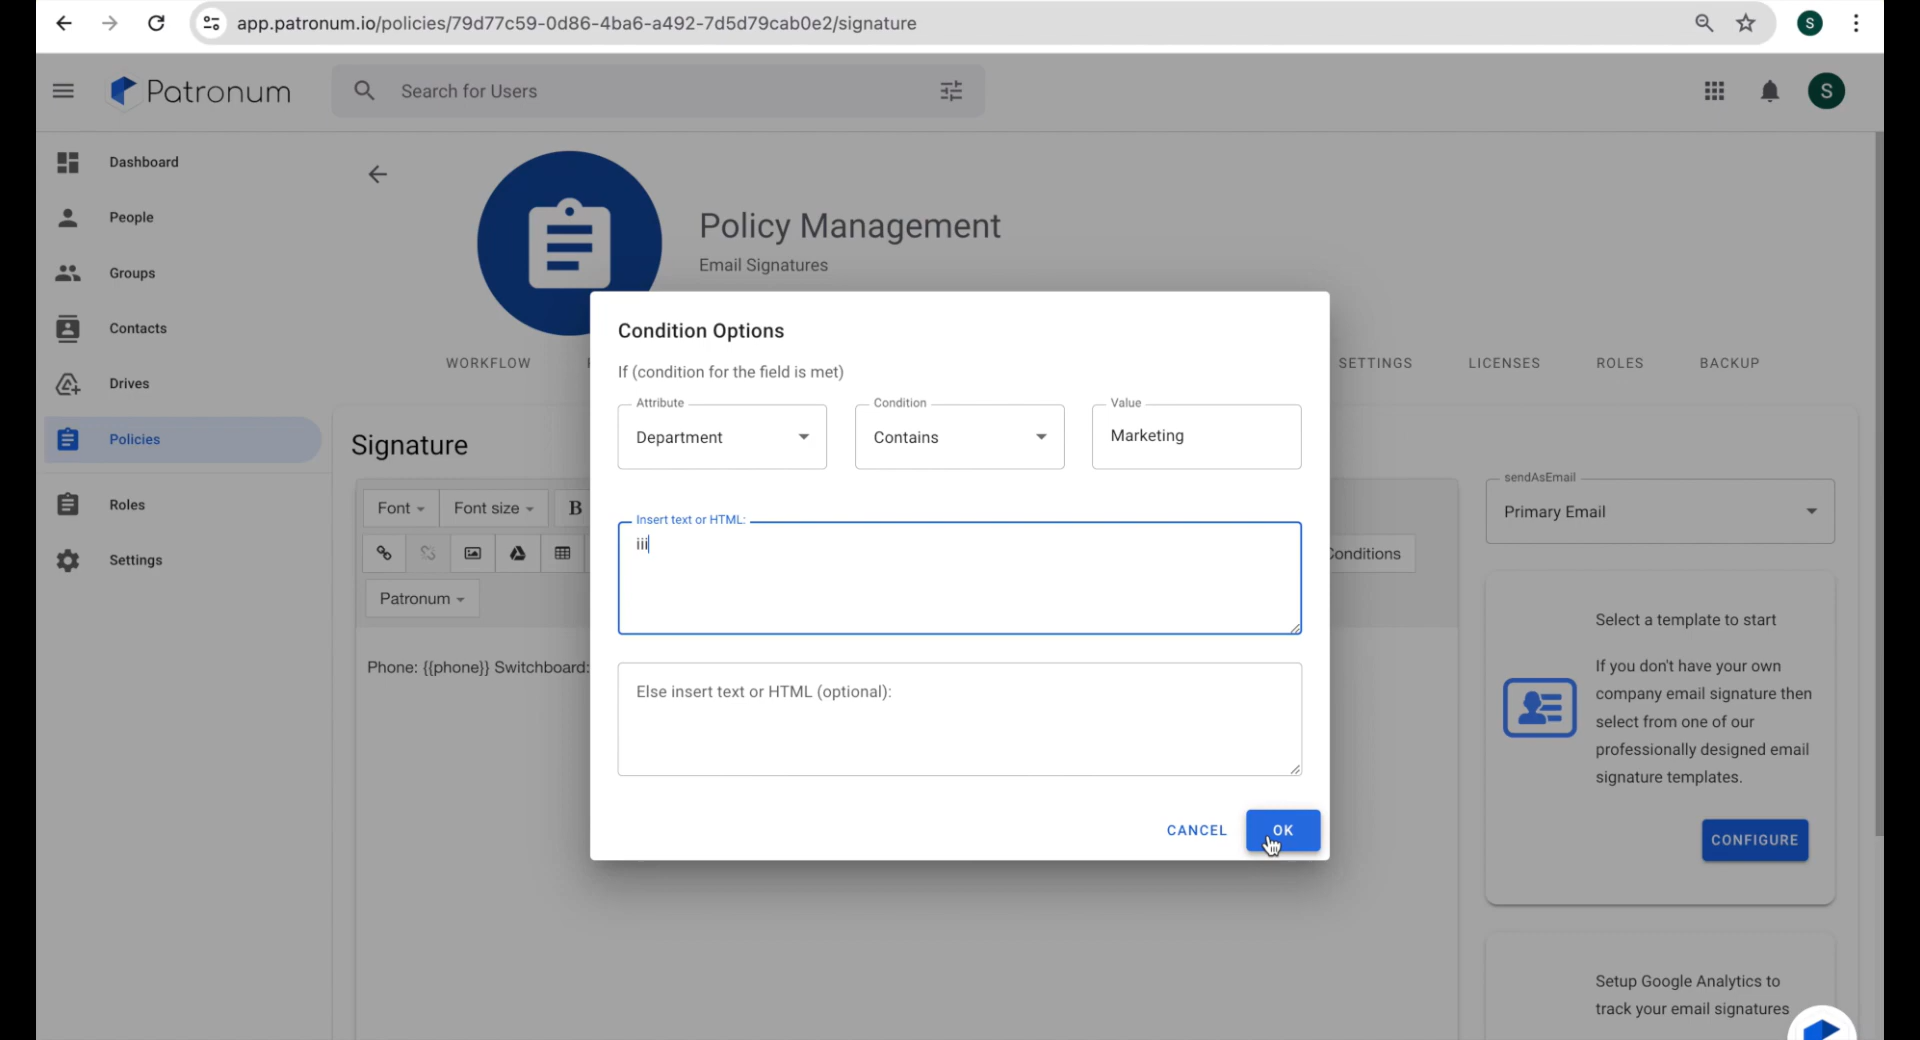 app.patronum.io/policies/79d77c59-0d86-4ba6-a492-7d5d79cab0e2/signature
S
Patronum
Search for Users
S
Dashboard
People
Groups
Contacts
Drives
Policies
Roles
Settings
Policy Management
Email Signatures
WORKFLOW
SETTINGS
LICENSES
ROLES
BACKUP
Signature
Font
Font size
B
Conditions
Patronum
Phone: {{phone}} Switchboard:
Condition Options
If (condition for the field is met)
Attribute
Department
Condition
Contains
Value
Marketing
Insert text or HTML:
iii
Else insert text or HTML (optional):
CANCEL
OK
sendAsEmail
Primary Email
Select a template to start
If you don't have your own
company email signature then
select from one of our
professionally designed email
signature templates.
CONFIGURE
Setup Google Analytics to
track your email signatures